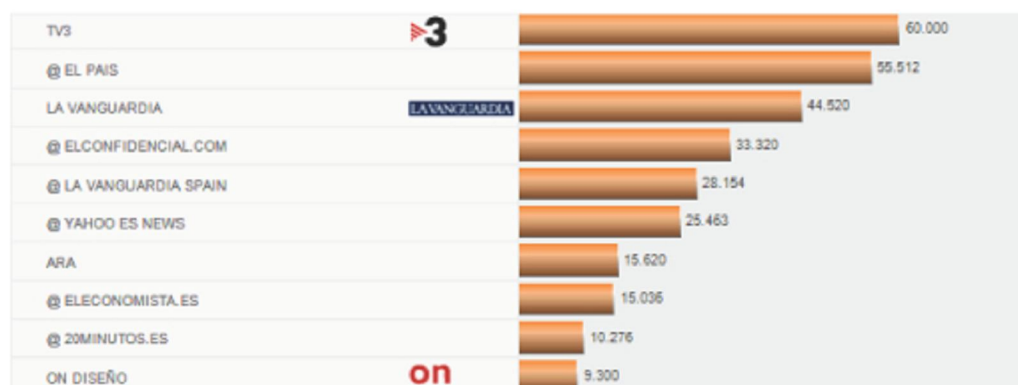 TV3 3 60.000
@ EL PAIS 55.512
LA VANGUARDIA LA VANGUARDIA 44.520
@ ELCONFIDENCIAL.COM 33.320
@ LA VANGUARDIA SPAIN 28.154
@ YAHOO ES NEWS 25.463
ARA 15.620
@ ELECONOMISTA.ES 15.036
@ 20MINUTOS.ES 10.276
ON DISEÑO on 9.300